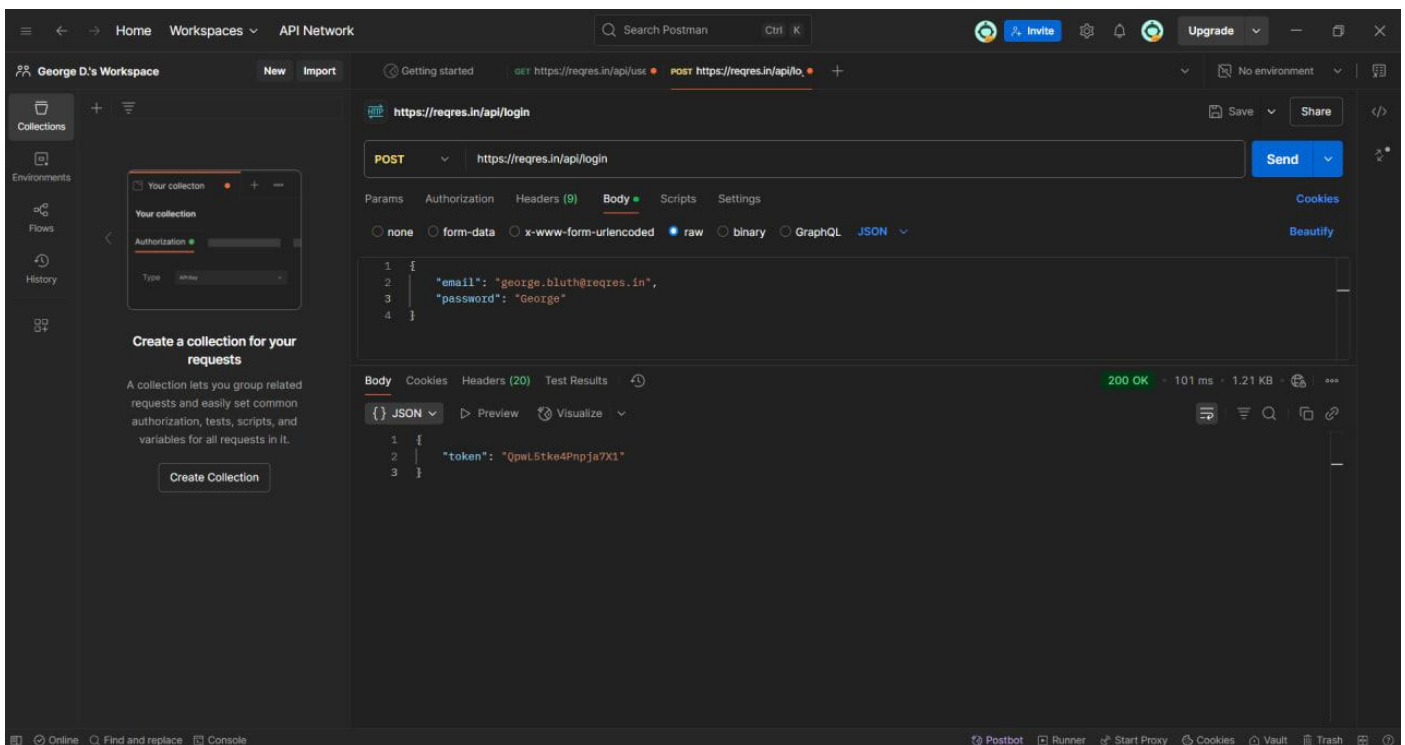 Home Workspaces API Network Search Postman Ctrl K Invite Upgrade
George D.'s Workspace New Import Getting started GET https://reqres.in/api/use POST https://reqres.in/api/lo No environment
Collections
Environments
Flows
History
Your collecton
Your collection
Authorization
Type API Key
Create a collection for your
requests
A collection lets you group related
requests and easily set common
authorization, tests, scripts, and
variables for all requests in it.
Create Collection
HTTP https://reqres.in/api/login Save Share
POST https://reqres.in/api/login Send
Params Authorization Headers (9) Body Scripts Settings Cookies
none form-data x-www-form-urlencoded raw binary GraphQL JSON Beautify
1 {
2 "email": "george.bluth@reqres.in",
3 "password": "George"
4 }
Body Cookies Headers (20) Test Results 200 OK 101 ms 1.21 KB
{} JSON Preview Visualize
1 {
2 "token": "QpwL5tke4Pnpja7X1"
3 }
Online Find and replace Console Postbot Runner Start Proxy Cookies Vault Trash